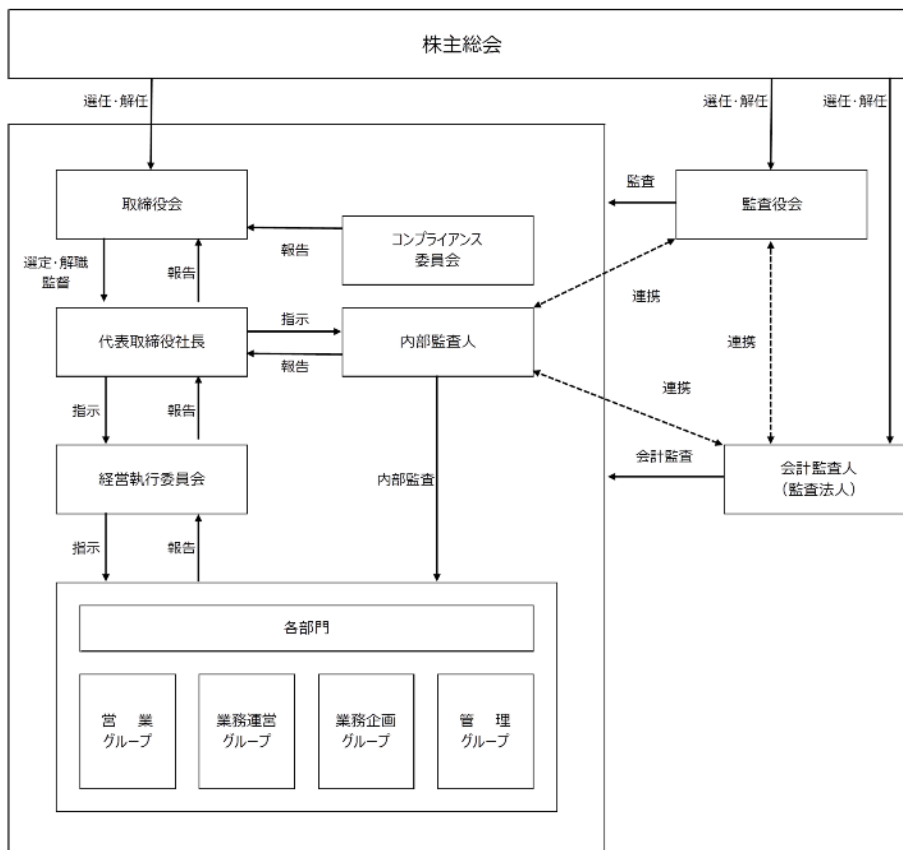 株主総会
選任・解任
選任・解任
選任・解任
取締役会
監査
監査役会
コンプライアンス
委員会
報告
選定・解職
監督
報告
連携
代表取締役社長
指示
報告
内部監査人
連携
連携
指示
報告
経営執行委員会
内部監査
会計監査
会計監査人
（監査法人）
指示
報告
各部門
営　業
グループ
業務運営
グループ
業務企画
グループ
管　理
グループ